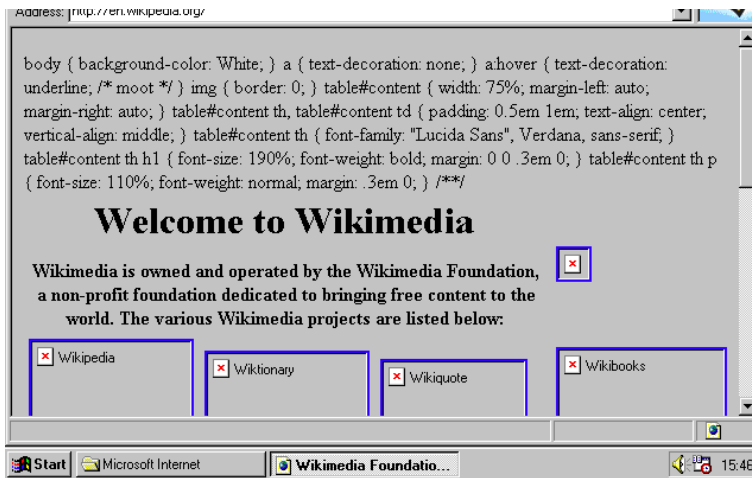 Address: http://en.wikipedia.org/
body { background-color: White; } a { text-decoration: none; } a:hover { text-decoration:
underline; /* moot */ } img { border: 0; } table#content { width: 75%; margin-left: auto;
margin-right: auto; } table#content th, table#content td { padding: 0.5em 1em; text-align: center;
vertical-align: middle; } table#content th { font-family: "Lucida Sans", Verdana, sans-serif; }
table#content th h1 { font-size: 190%; font-weight: bold; margin: 0 0 .3em 0; } table#content th p
{ font-size: 110%; font-weight: normal; margin: .3em 0; } /**/
Welcome to Wikimedia
Wikimedia is owned and operated by the Wikimedia Foundation,
a non-profit foundation dedicated to bringing free content to the
world. The various Wikimedia projects are listed below:
Wikipedia
Wiktionary
Wikiquote
Wikibooks
Start
Microsoft Internet
Wikimedia Foundatio...
15:46